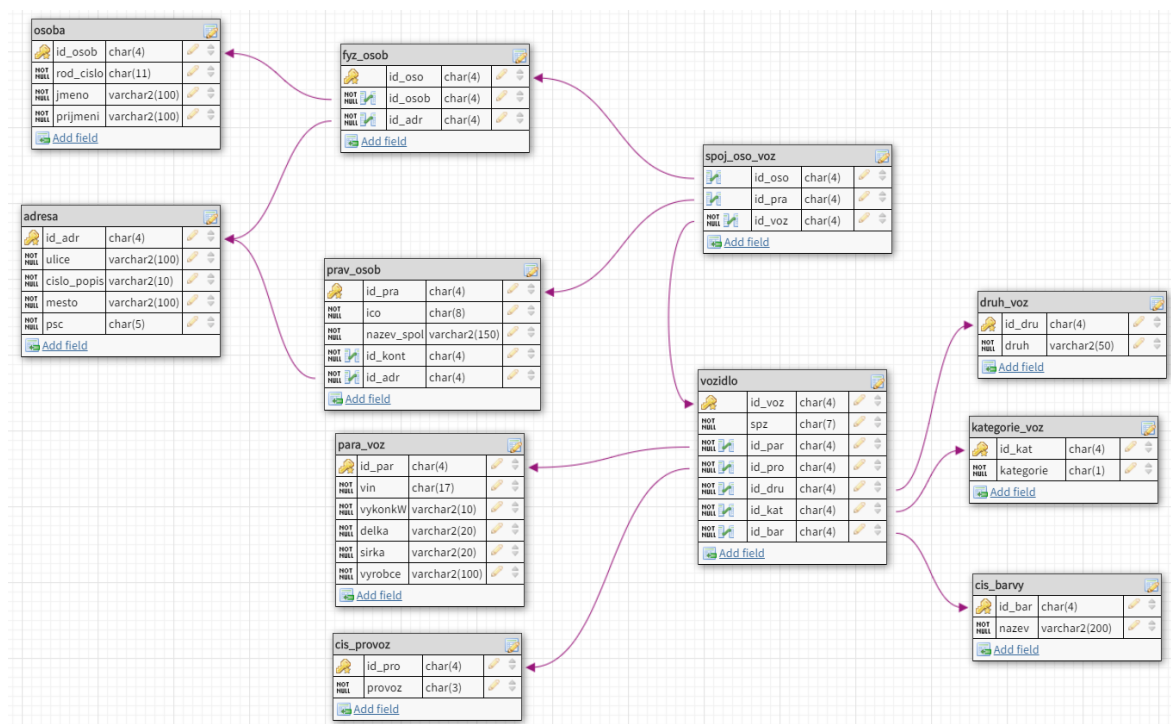 osoba
id_osob char(4)
NOT NULL rod_cislo char(11)
NOT NULL jmeno varchar2(100)
NOT NULL prijmeni varchar2(100)
Add field
fyz_osob
id_oso char(4)
NOT NULL id_osob char(4)
NOT NULL id_adr char(4)
Add field
spoj_oso_voz
id_oso char(4)
id_pra char(4)
NOT NULL id_voz char(4)
Add field
adresa
id_adr char(4)
NOT NULL ulice varchar2(100)
NOT NULL cislo_popis varchar2(10)
NOT NULL mesto varchar2(100)
NOT NULL psc char(5)
Add field
prav_osob
id_pra char(4)
NOT NULL ico char(8)
NOT NULL nazev_spol varchar2(150)
NOT NULL id_kont char(4)
NOT NULL id_adr char(4)
Add field
druh_voz
id_dru char(4)
NOT NULL druh varchar2(50)
Add field
vozidlo
id_voz char(4)
NOT NULL spz char(7)
NOT NULL id_par char(4)
NOT NULL id_pro char(4)
NOT NULL id_dru char(4)
NOT NULL id_kat char(4)
NOT NULL id_bar char(4)
Add field
kategorie_voz
id_kat char(4)
NOT NULL kategorie char(1)
Add field
para_voz
id_par char(4)
NOT NULL vin char(17)
NOT NULL vykonkW varchar2(10)
NOT NULL delka varchar2(20)
NOT NULL sirka varchar2(20)
NOT NULL vyrobce varchar2(100)
Add field
cis_barvy
id_bar char(4)
NOT NULL nazev varchar2(200)
Add field
cis_provoz
id_pro char(4)
NOT NULL provoz char(3)
Add field